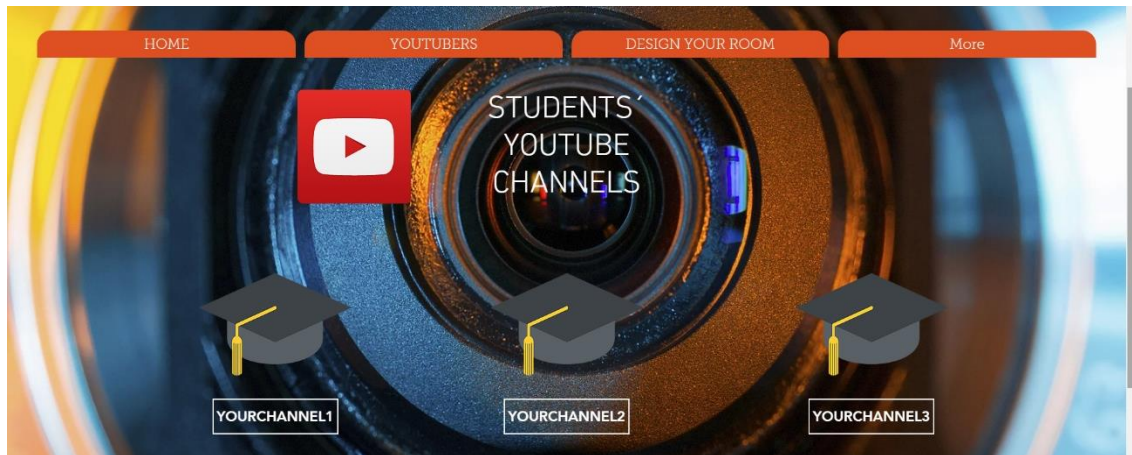 HOME
YOUTUBERS
DESIGN YOUR ROOM
More
STUDENTS´
YOUTUBE
CHANNELS
YOURCHANNEL1
YOURCHANNEL2
YOURCHANNEL3